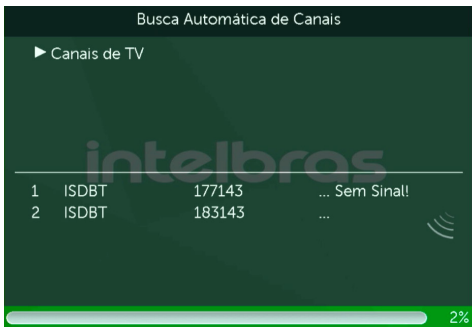 Busca Automática de Canais
▶ Canais de TV
intelbras
1 ISDBT 177143 ... Sem Sinal!
2 ISDBT 183143 ...
2%